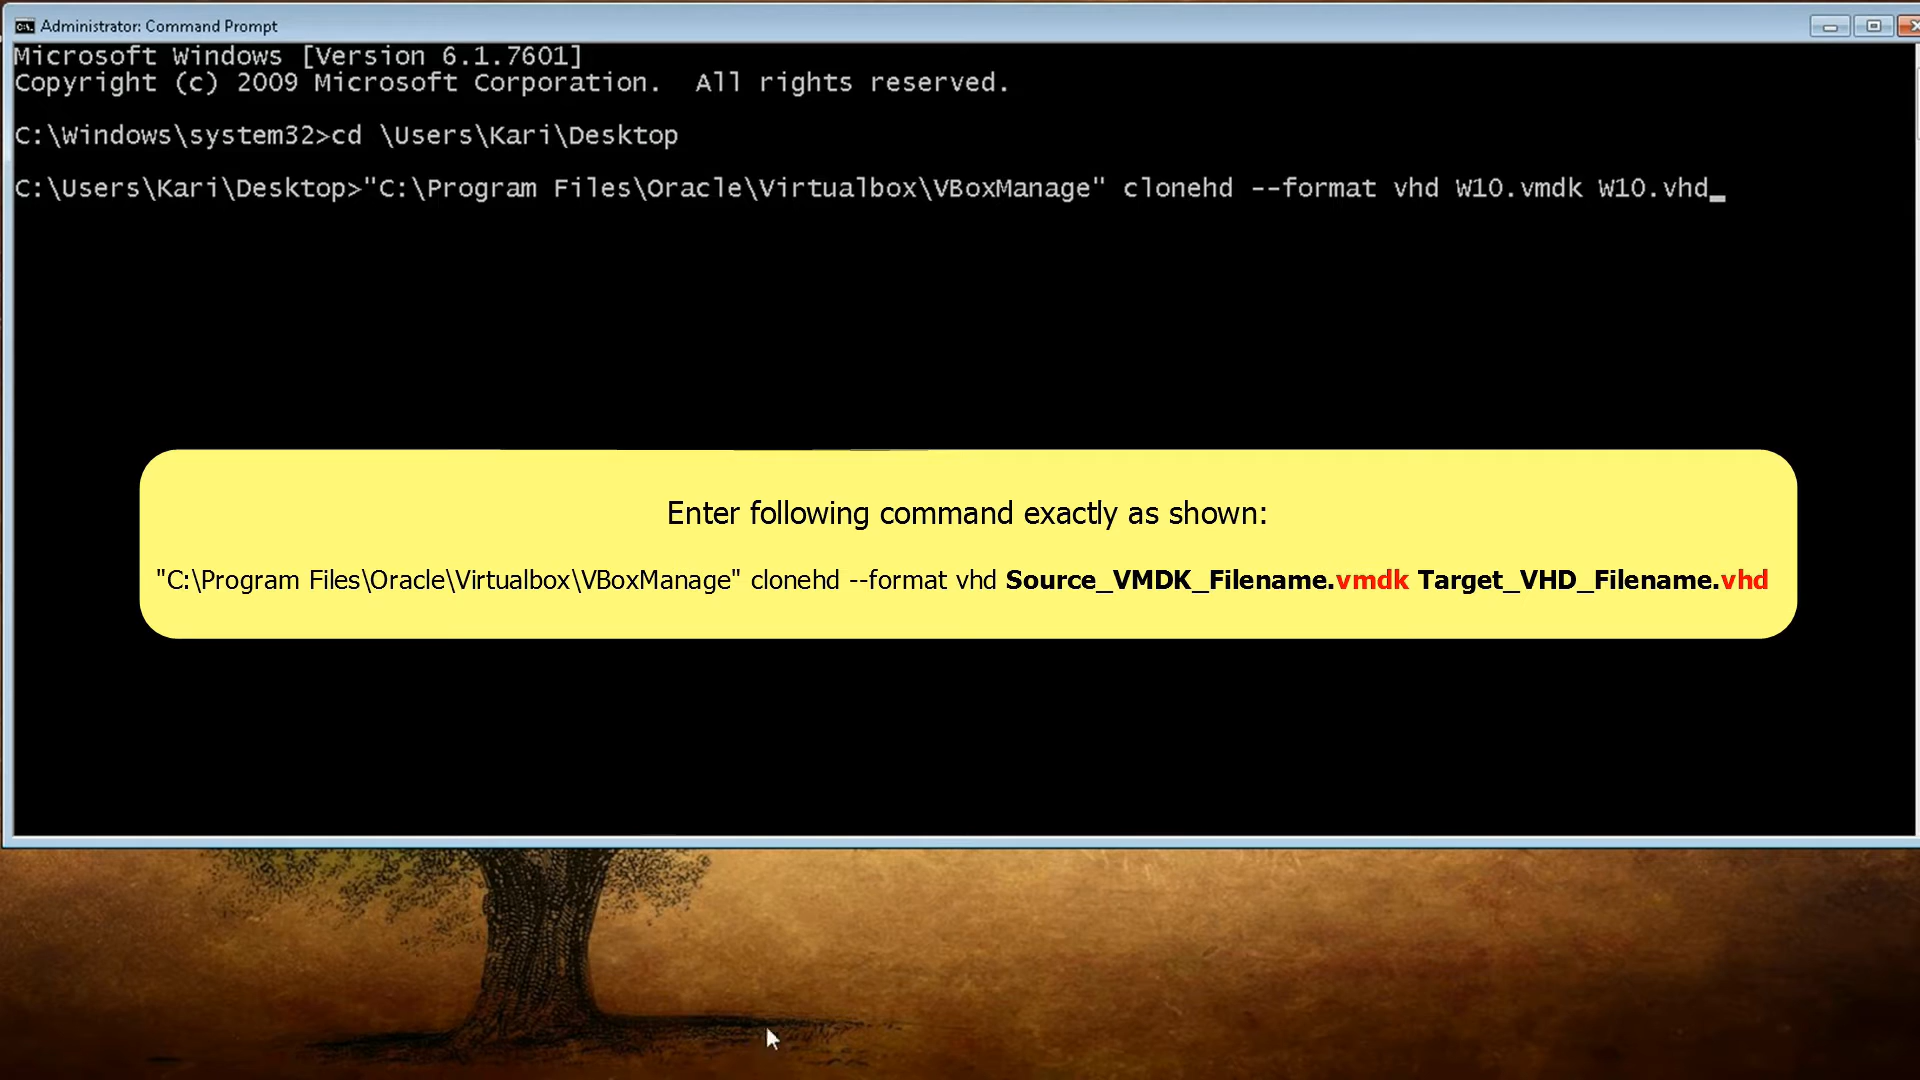 Administrator: Command Prompt
Microsoft Windows [Version 6.1.7601]
Copyright (c) 2009 Microsoft Corporation.  All rights reserved.
C:\Windows\system32>cd \Users\Kari\Desktop
C:\Users\Kari\Desktop>"C:\Program Files\Oracle\Virtualbox\VBoxManage" clonehd --format vhd W10.vmdk W10.vhd_
Enter following command exactly as shown:
"C:\Program Files\Oracle\Virtualbox\VBoxManage" clonehd --format vhd Source_VMDK_Filename.vmdk Target_VHD_Filename.vhd